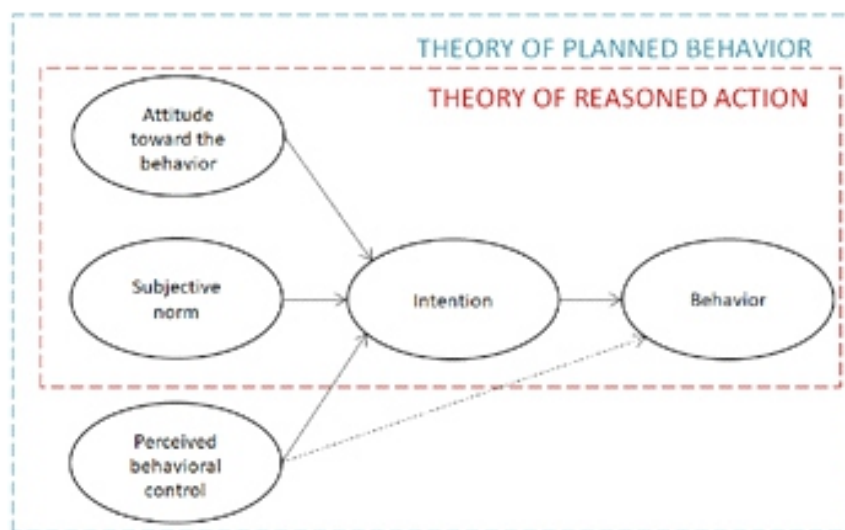 THEORY OF PLANNED BEHAVIOR
THEORY OF REASONED ACTION
Attitude
toward the
behavior
Subjective
norm
Intention
Behavior
Perceived
behavioral
control